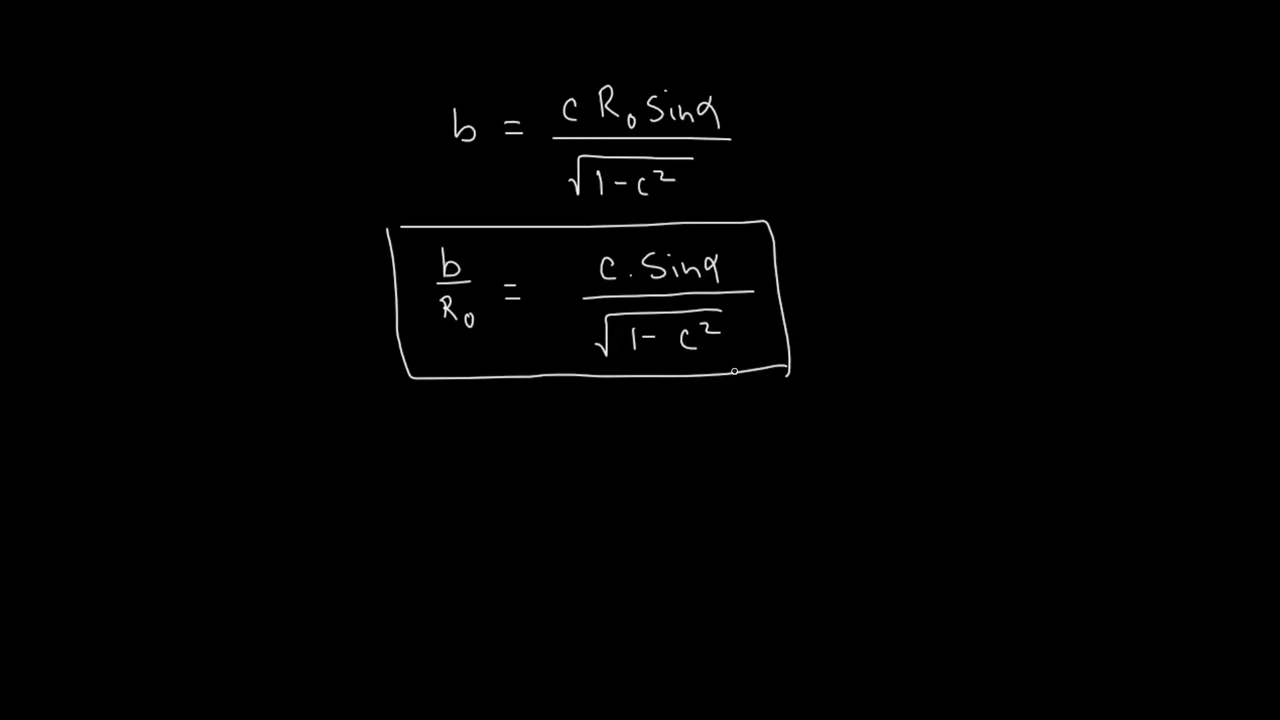 b = c R₀ Sinα / √(1-c²)
b/R₀ = c . Sinα / √(1- c²)